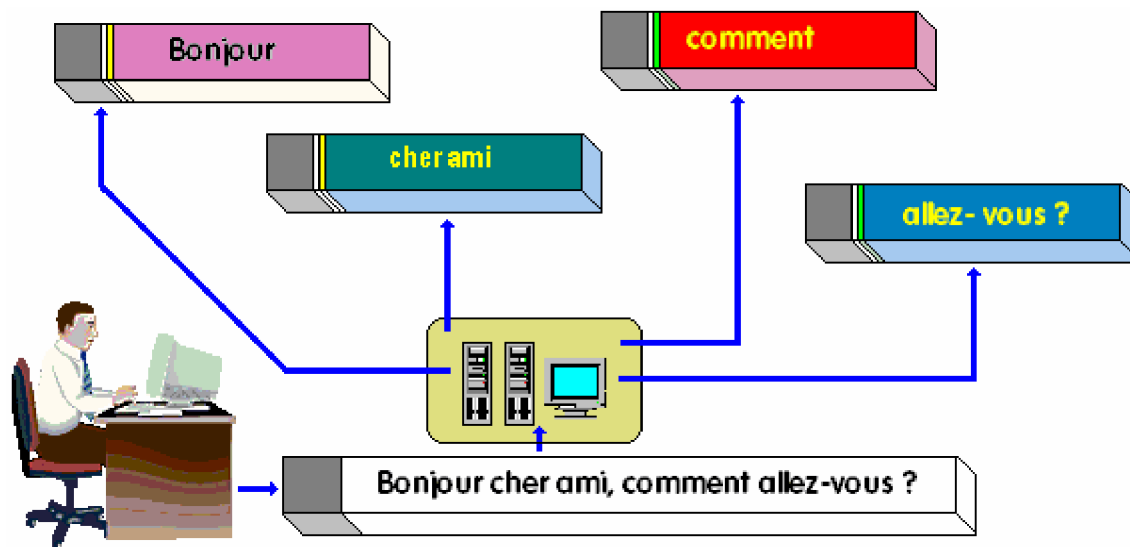 Bonjour
comment
cher ami
allez- vous ?
Bonjour cher ami, comment allez-vous ?